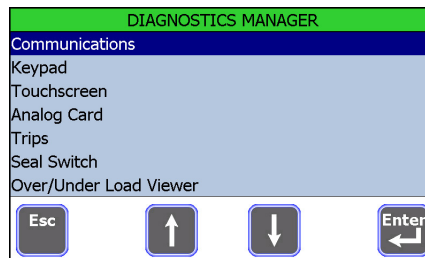 DIAGNOSTICS MANAGER
Communications
Keypad
Touchscreen
Analog Card
Trips
Seal Switch
Over/Under Load Viewer
Esc
Enter